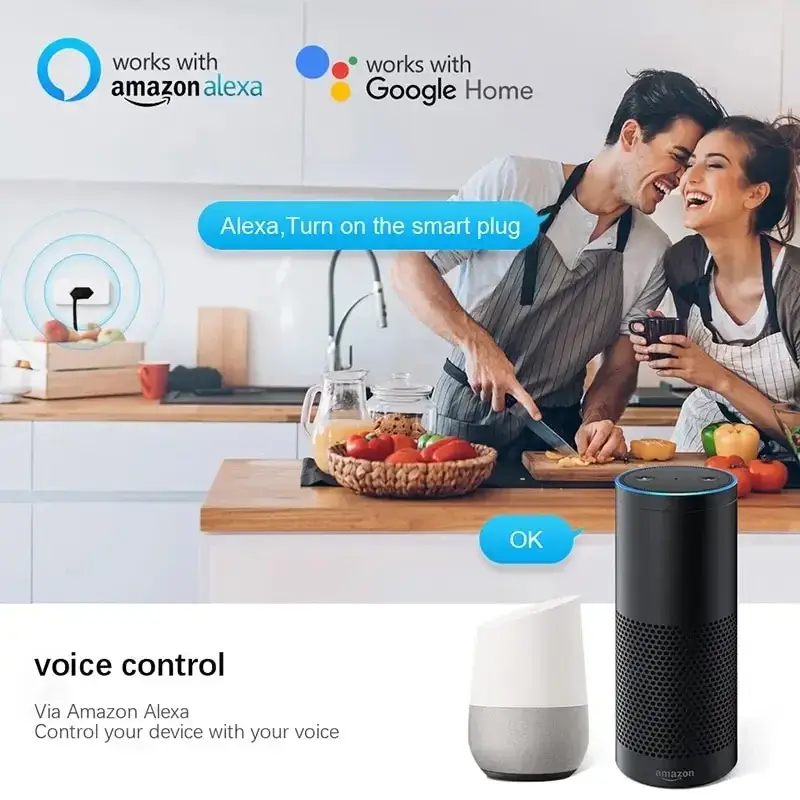 works with
amazon alexa
works with
Google Home
Alexa,Turn on the smart plug
OK
voice control
Via Amazon Alexa
Control your device with your voice
amazon